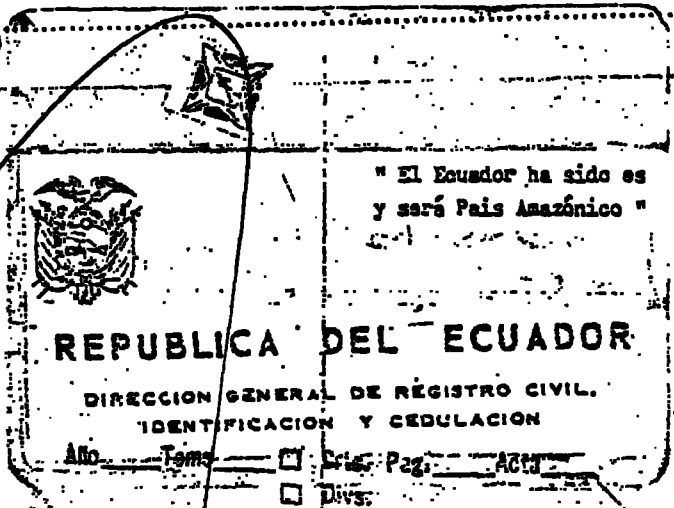 " El Ecuador ha sido es
y será Pais Amazónico "
REPUBLICA DEL ECUADOR
DIRECCION GENERAL DE REGISTRO CIVIL,
IDENTIFICACION Y CEDULACION
Año Tomo Pag. Acta
Divs.